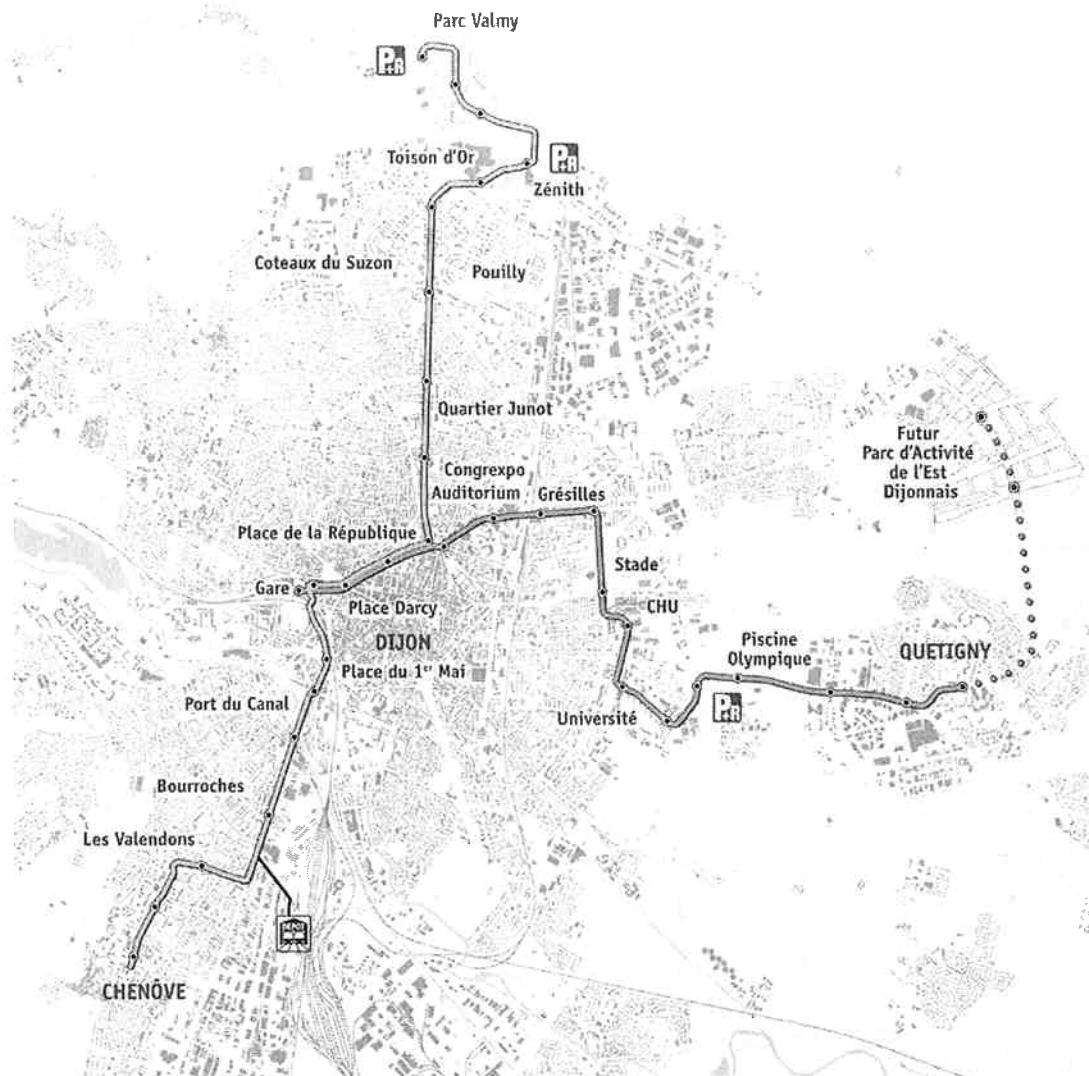 Parc Valmy
P+R
Toison d'Or
P+R
Zénith
Coteaux du Suzon
Pouilly
Quartier Junot
Futur
Parc d'Activité
de l'Est
Dijonnais
Congrexpo
Auditorium
Grésilles
Place de la République
Stade
Gare
Place Darcy
CHU
DIJON
Piscine
Olympique
QUETIGNY
Place du 1er Mai
Port du Canal
Université
P+R
Bourroches
Les Valendons
CHENÔVE